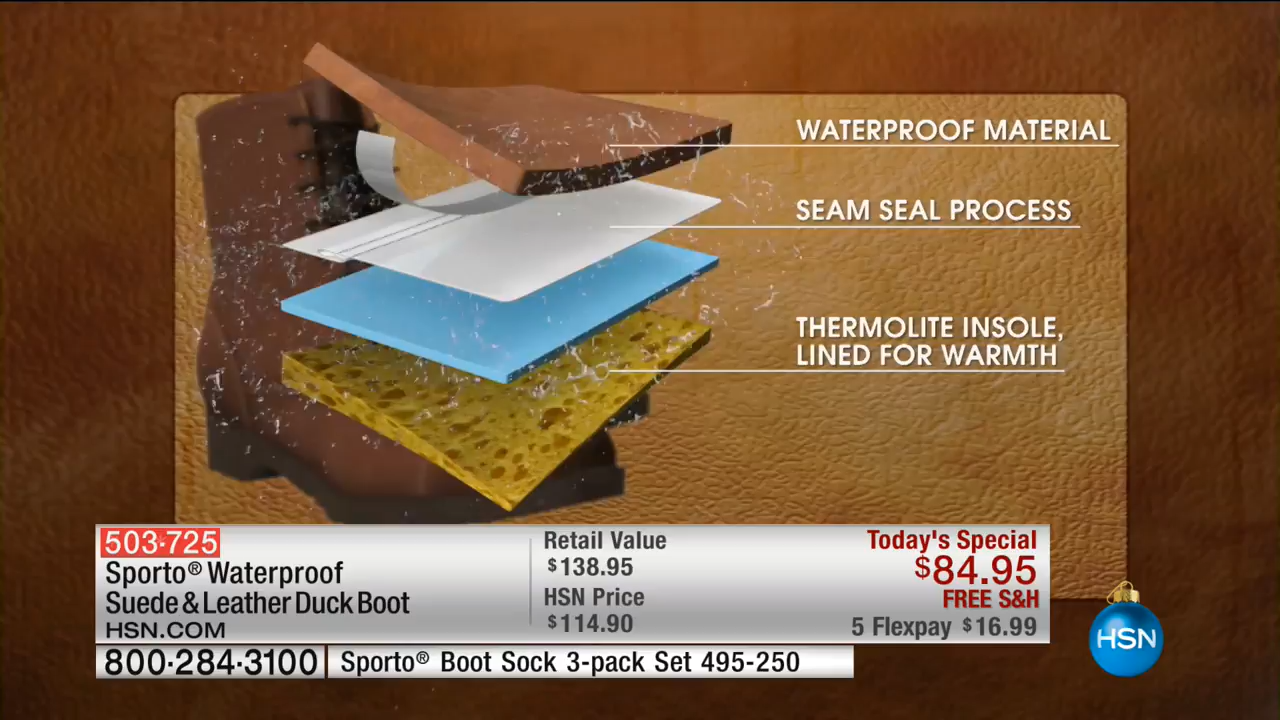 WATERPROOF MATERIAL
SEAM SEAL PROCESS
THERMOLITE INSOLE,
LINED FOR WARMTH
503·725
Sporto® Waterproof
Suede & Leather Duck Boot
HSN.COM
Retail Value
$138.95
HSN Price
$114.90
Today's Special
$84.95
FREE S&H
5 Flexpay $16.99
HSN
800·284·3100
Sporto® Boot Sock 3-pack Set 495-250